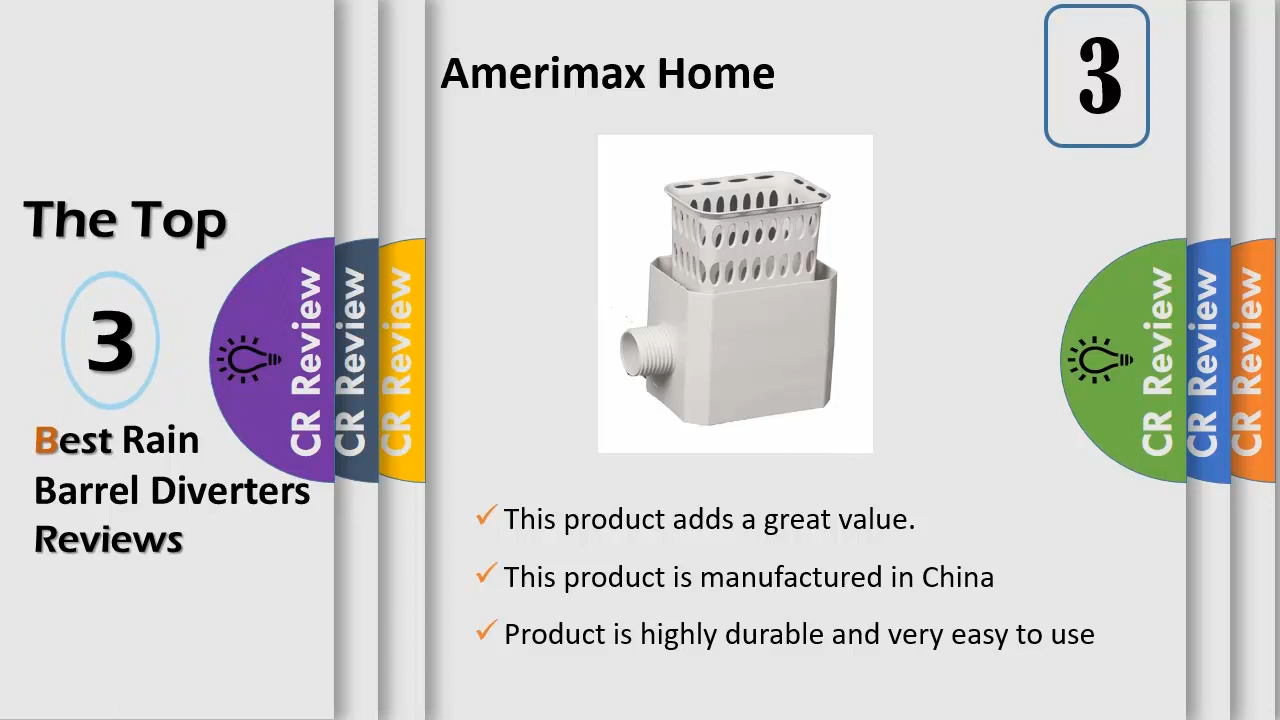 The Top
3
Best Rain
Barrel Diverters
Reviews
CR Review
CR Review
CR Review
Amerimax Home
3
This product adds a great value.
This product is manufactured in China
Product is highly durable and very easy to use
CR Review
CR Review
CR Review